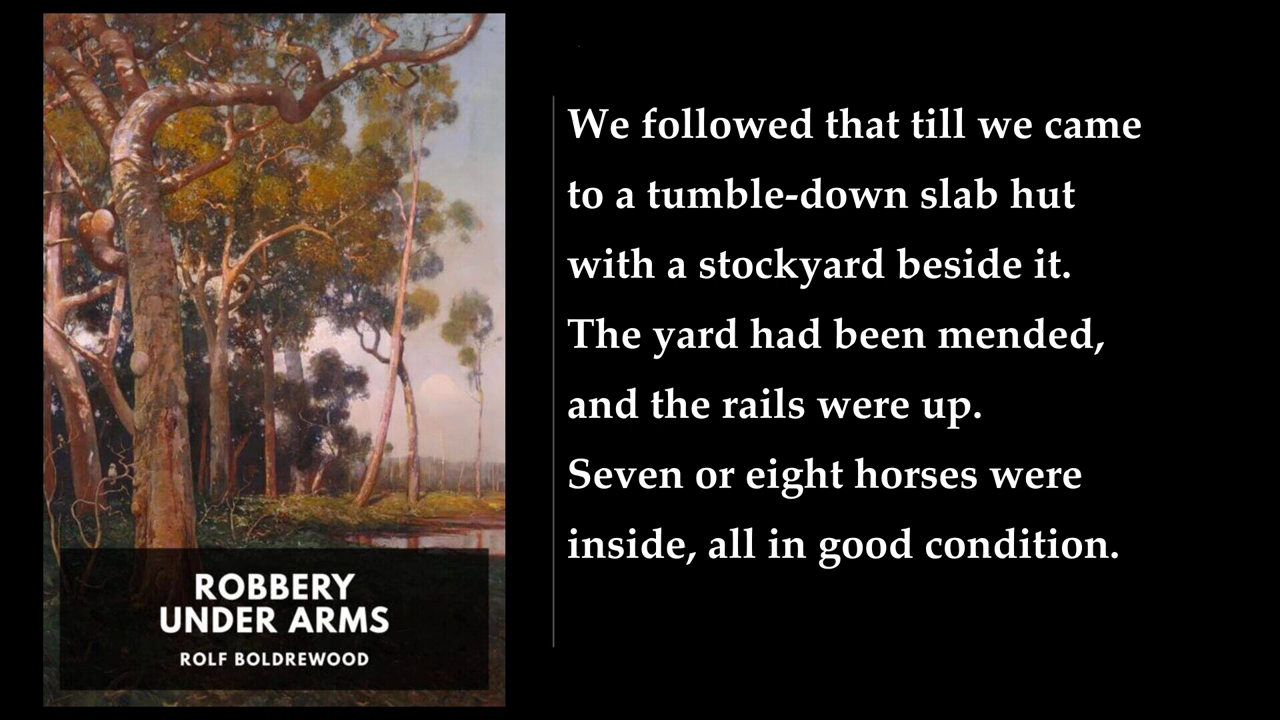 We followed that till we came
to a tumble-down slab hut
with a stockyard beside it.
The yard had been mended,
and the rails were up.
Seven or eight horses were
inside, all in good condition.
ROBBERY
UNDER ARMS
ROLF BOLDREWOOD